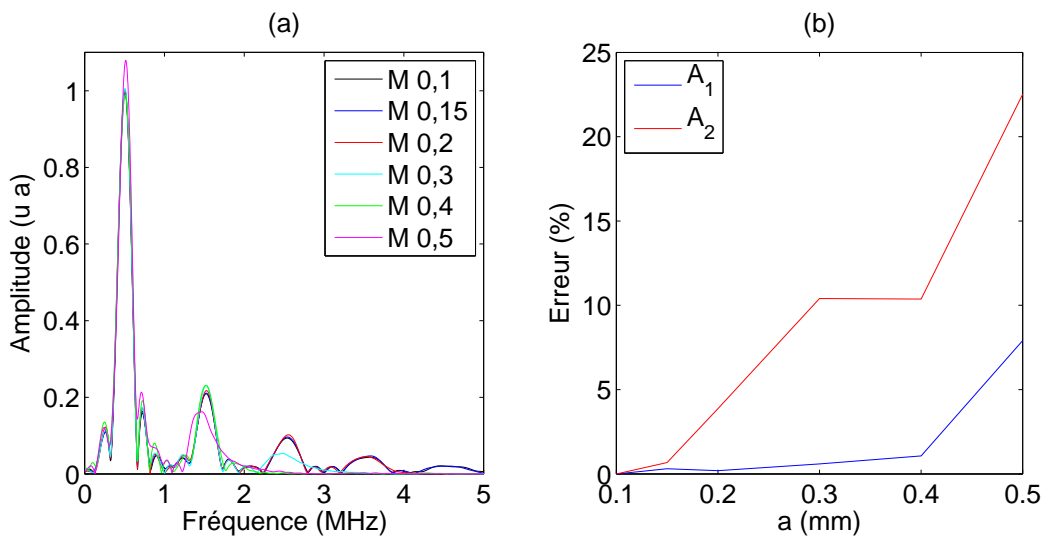 (a)
Amplitude (u a)
1
0.8
0.6
0.4
0.2
0
0 1 2 3 4 5
Fréquence (MHz)
M 0,1
M 0,15
M 0,2
M 0,3
M 0,4
M 0,5
(b)
Erreur (%)
25
20
15
10
5
0
0.1 0.2 0.3 0.4 0.5
a (mm)
A1
A2